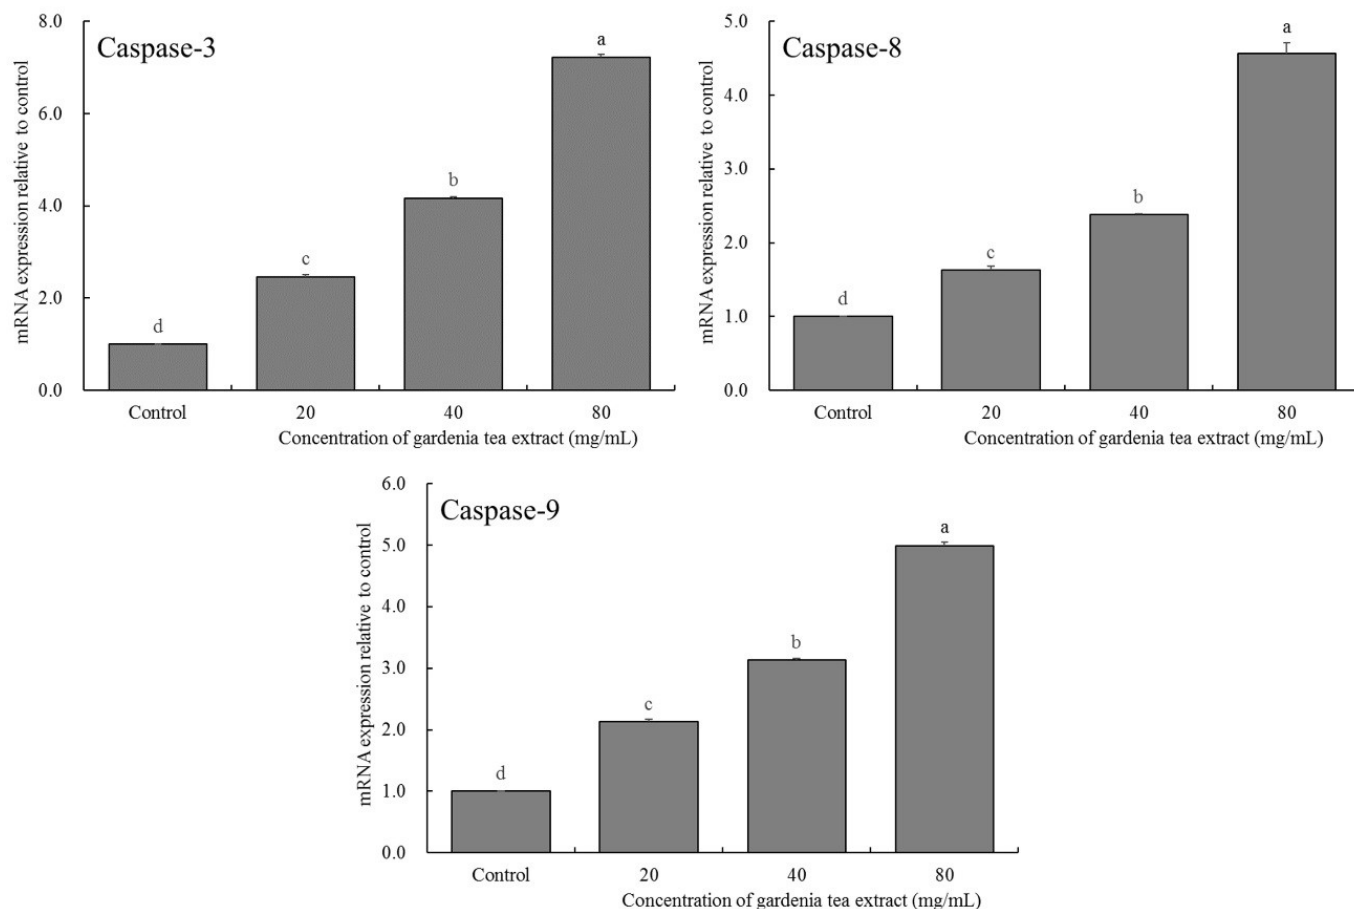 Caspase-3
mRNA expression relative to control
8.0
6.0
4.0
2.0
0.0
d
c
b
a
Control
20
40
80
Concentration of gardenia tea extract (mg/mL)
Caspase-8
mRNA expression relative to control
5.0
4.0
3.0
2.0
1.0
0.0
d
c
b
a
Control
20
40
80
Concentration of gardenia tea extract (mg/mL)
Caspase-9
mRNA expression relative to control
6.0
5.0
4.0
3.0
2.0
1.0
0.0
d
c
b
a
Control
20
40
80
Concentration of gardenia tea extract (mg/mL)